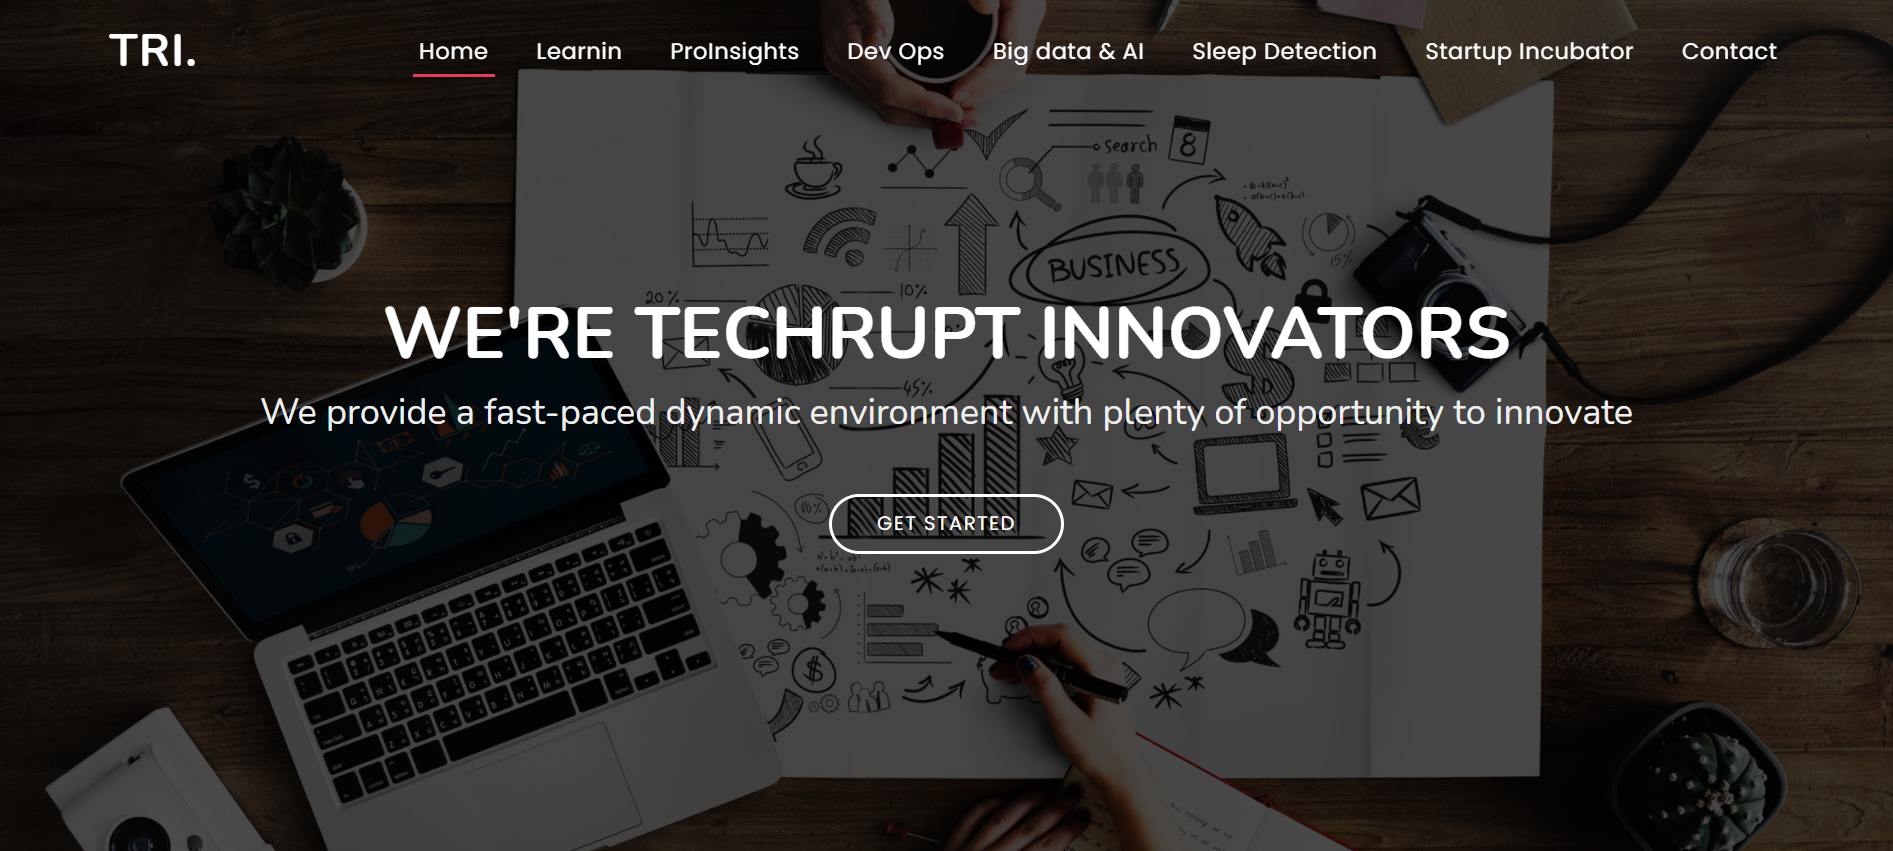 TRI.
Home Learnin ProInsights Dev Ops Big data & AI Sleep Detection Startup Incubator Contact
search
8
BUSINESS
15%
20%
10%
WE'RE TECHRUPT INNOVATORS
45%
We provide a fast-paced dynamic environment with plenty of opportunity to innovate
GET STARTED